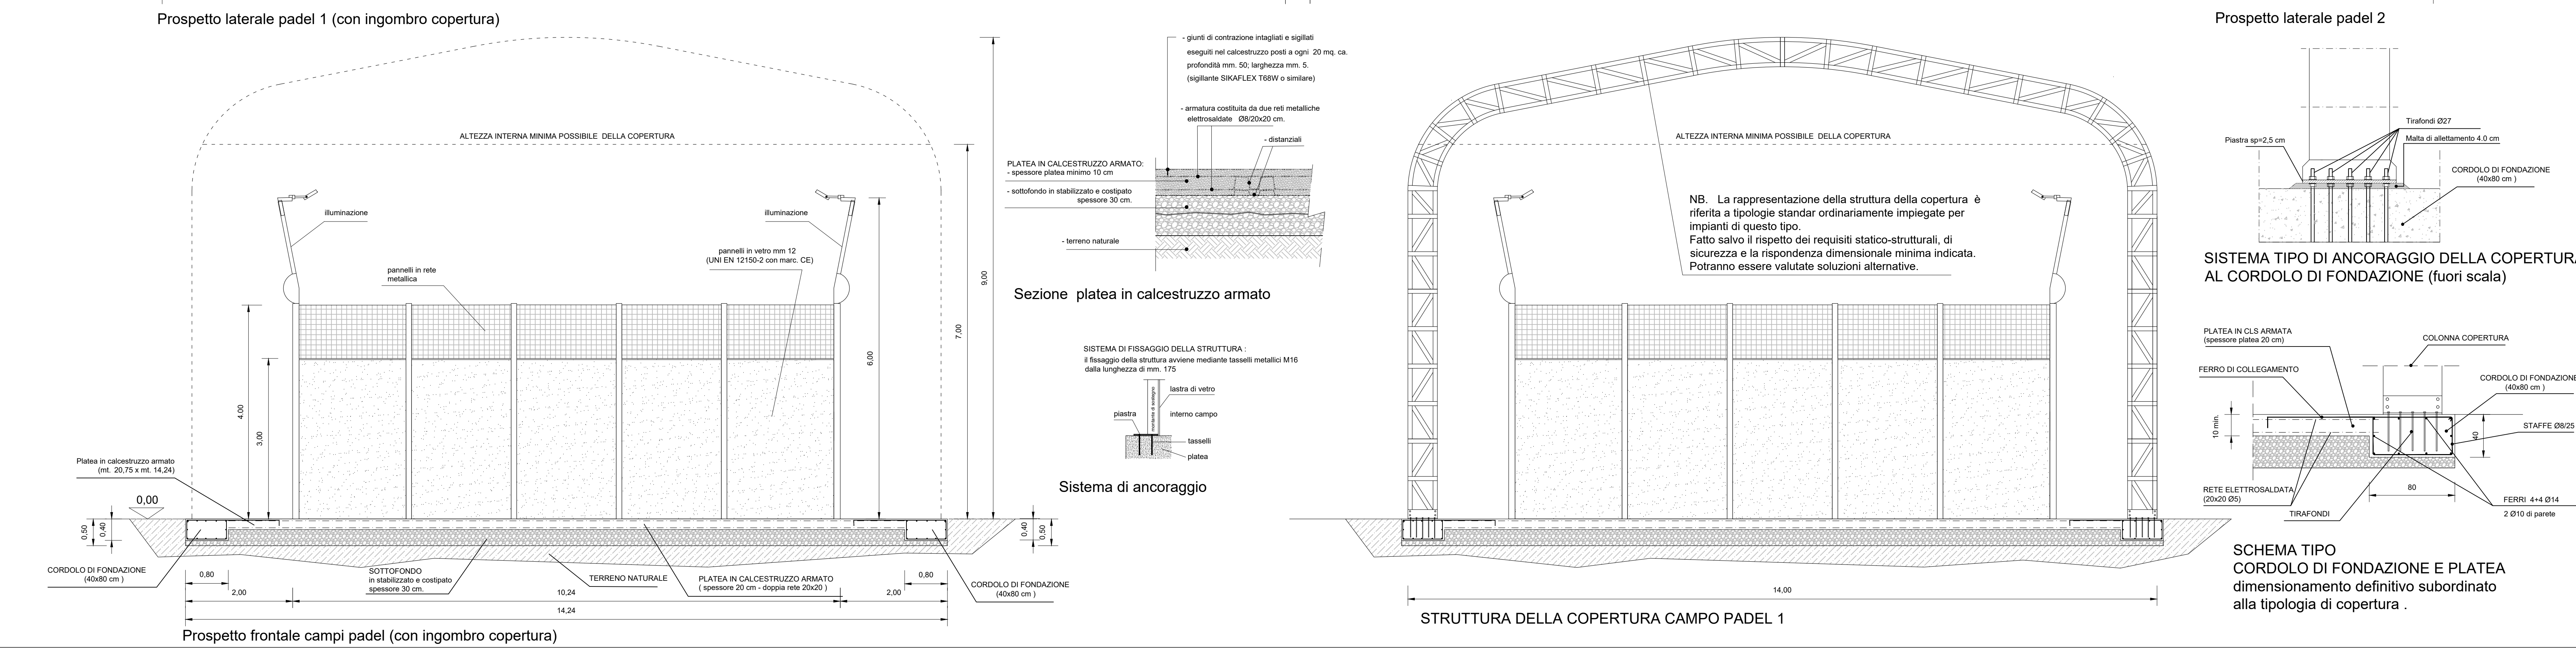 Prospetto laterale padel 1 (con ingombro copertura)
ALTEZZA INTERNA MINIMA POSSIBILE DELLA COPERTURA
illuminazione
illuminazione
pannelli in vetro mm 12
(UNI EN 12150-2 con marc. CE)
pannelli in rete
metallica
4.00
3,00
6,00
7,00
9,00
Platea in calcestruzzo armato
(mt. 20,75 x mt. 14,24)
0,00
0,50
0,40
0,40
0,50
CORDOLO DI FONDAZIONE
(40x80 cm )
0,80
SOTTOFONDO
in stabilizzato e costipato
spessore 30 cm.
TERRENO NATURALE
PLATEA IN CALCESTRUZZO ARMATO
( spessore 20 cm - doppia rete 20x20 )
0,80
CORDOLO DI FONDAZIONE
(40x80 cm )
2,00
10,24
2,00
14,24
Prospetto frontale campi padel (con ingombro copertura)
- giunti di contrazione intagliati e sigillati
eseguiti nel calcestruzzo posti a ogni 20 mq. ca.
profondità mm. 50; larghezza mm. 5.
(sigillante SIKAFLEX T68W o similare)
- armatura costituita da due reti metalliche
elettrosaldate Ø8/20x20 cm.
- distanziali
PLATEA IN CALCESTRUZZO ARMATO:
- spessore platea minimo 10 cm
- sottofondo in stabilizzato e costipato
spessore 30 cm.
- terreno naturale
Sezione platea in calcestruzzo armato
SISTEMA DI FISSAGGIO DELLA STRUTTURA :
il fissaggio della struttura avviene mediante tasselli metallici M16
dalla lunghezza di mm. 175
lastra di vetro
montante di sostegno
piastra
interno campo
tasselli
platea
Sistema di ancoraggio
ALTEZZA INTERNA MINIMA POSSIBILE DELLA COPERTURA
NB. La rappresentazione della struttura della copertura è
riferita a tipologie standar ordinariamente impiegate per
impianti di questo tipo.
Fatto salvo il rispetto dei requisiti statico-strutturali, di
sicurezza e la rispondenza dimensionale minima indicata.
Potranno essere valutate soluzioni alternative.
14,00
STRUTTURA DELLA COPERTURA CAMPO PADEL 1
Prospetto laterale padel 2
Tirafondi Ø27
Malta di allettamento 4.0 cm
Piastra sp=2,5 cm
CORDOLO DI FONDAZIONE
(40x80 cm )
SISTEMA TIPO DI ANCORAGGIO DELLA COPERTURA
AL CORDOLO DI FONDAZIONE (fuori scala)
PLATEA IN CLS ARMATA
(spessore platea 20 cm)
COLONNA COPERTURA
FERRO DI COLLEGAMENTO
CORDOLO DI FONDAZIONE
(40x80 cm )
10 min.
40
STAFFE Ø8/25
RETE ELETTROSALDATA
(20x20 Ø5)
80
FERRI 4+4 Ø14
2 Ø10 di parete
TIRAFONDI
SCHEMA TIPO
CORDOLO DI FONDAZIONE E PLATEA
dimensionamento definitivo subordinato
alla tipologia di copertura .